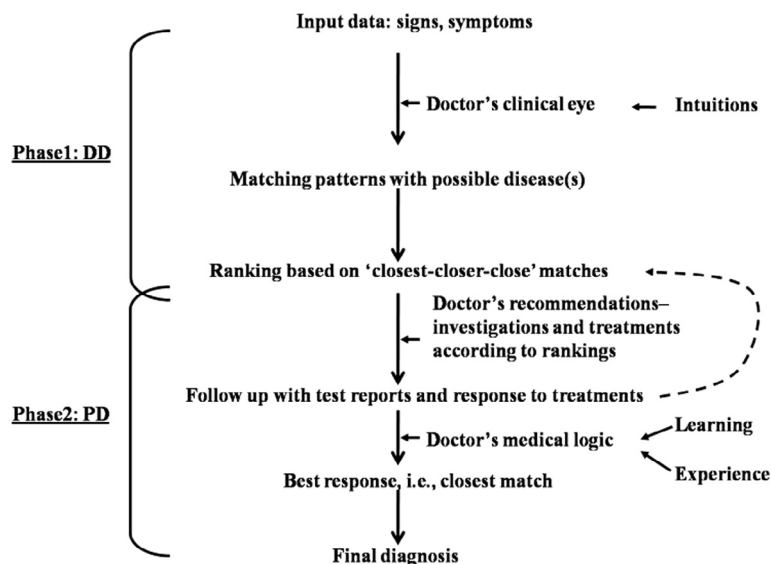 Input data: signs, symptoms
Doctor's clinical eye
Intuitions
Phase1: DD
Matching patterns with possible disease(s)
Ranking based on ‘closest-closer-close’ matches
Doctor's recommendations–
investigations and treatments
according to rankings
Follow up with test reports and response to treatments
Phase2: PD
Doctor's medical logic
Learning
Experience
Best response, i.e., closest match
Final diagnosis